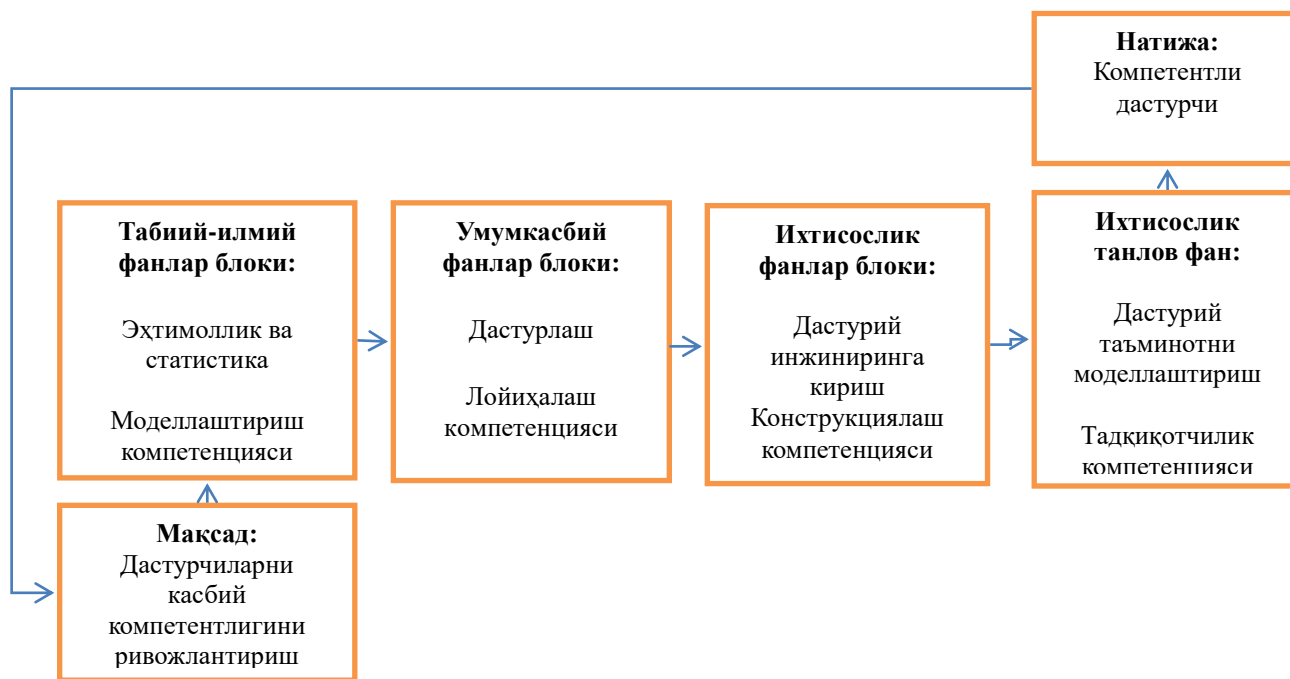 Натижа:
Компетентли
дастурчи
Табиий-илмий
фанлар блоки:
Эҳтимоллик ва
статистика
Моделлаштириш
компетенцияси
Умумкасбий
фанлар блоки:
Дастурлаш
Лойиҳалаш
компетенцияси
Ихтисослик
фанлар блоки:
Дастурий
инжиниринга
кириш
Конструкциялаш
компетенцияси
Ихтисослик
танлов фан:
Дастурий
таъминотни
моделлаштириш
Тадқиқотчилик
компетенцияси
Мақсад:
Дастурчиларни
касбий
компетентлигини
ривожлантириш